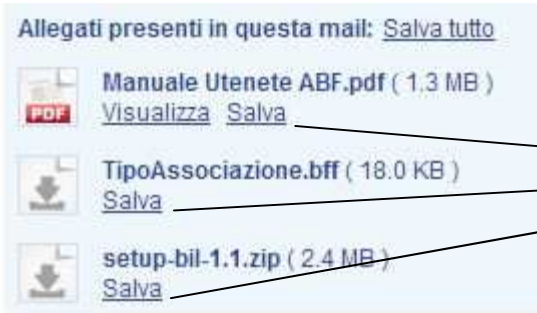 Allegati presenti in questa mail: Salva tutto
Manuale Utenete ABF.pdf ( 1.3 MB )
PDF
Visualizza Salva
TipoAssociazione.bff ( 18.0 KB )
Salva
setup-bil-1.1.zip ( 2.4 MB )
Salva